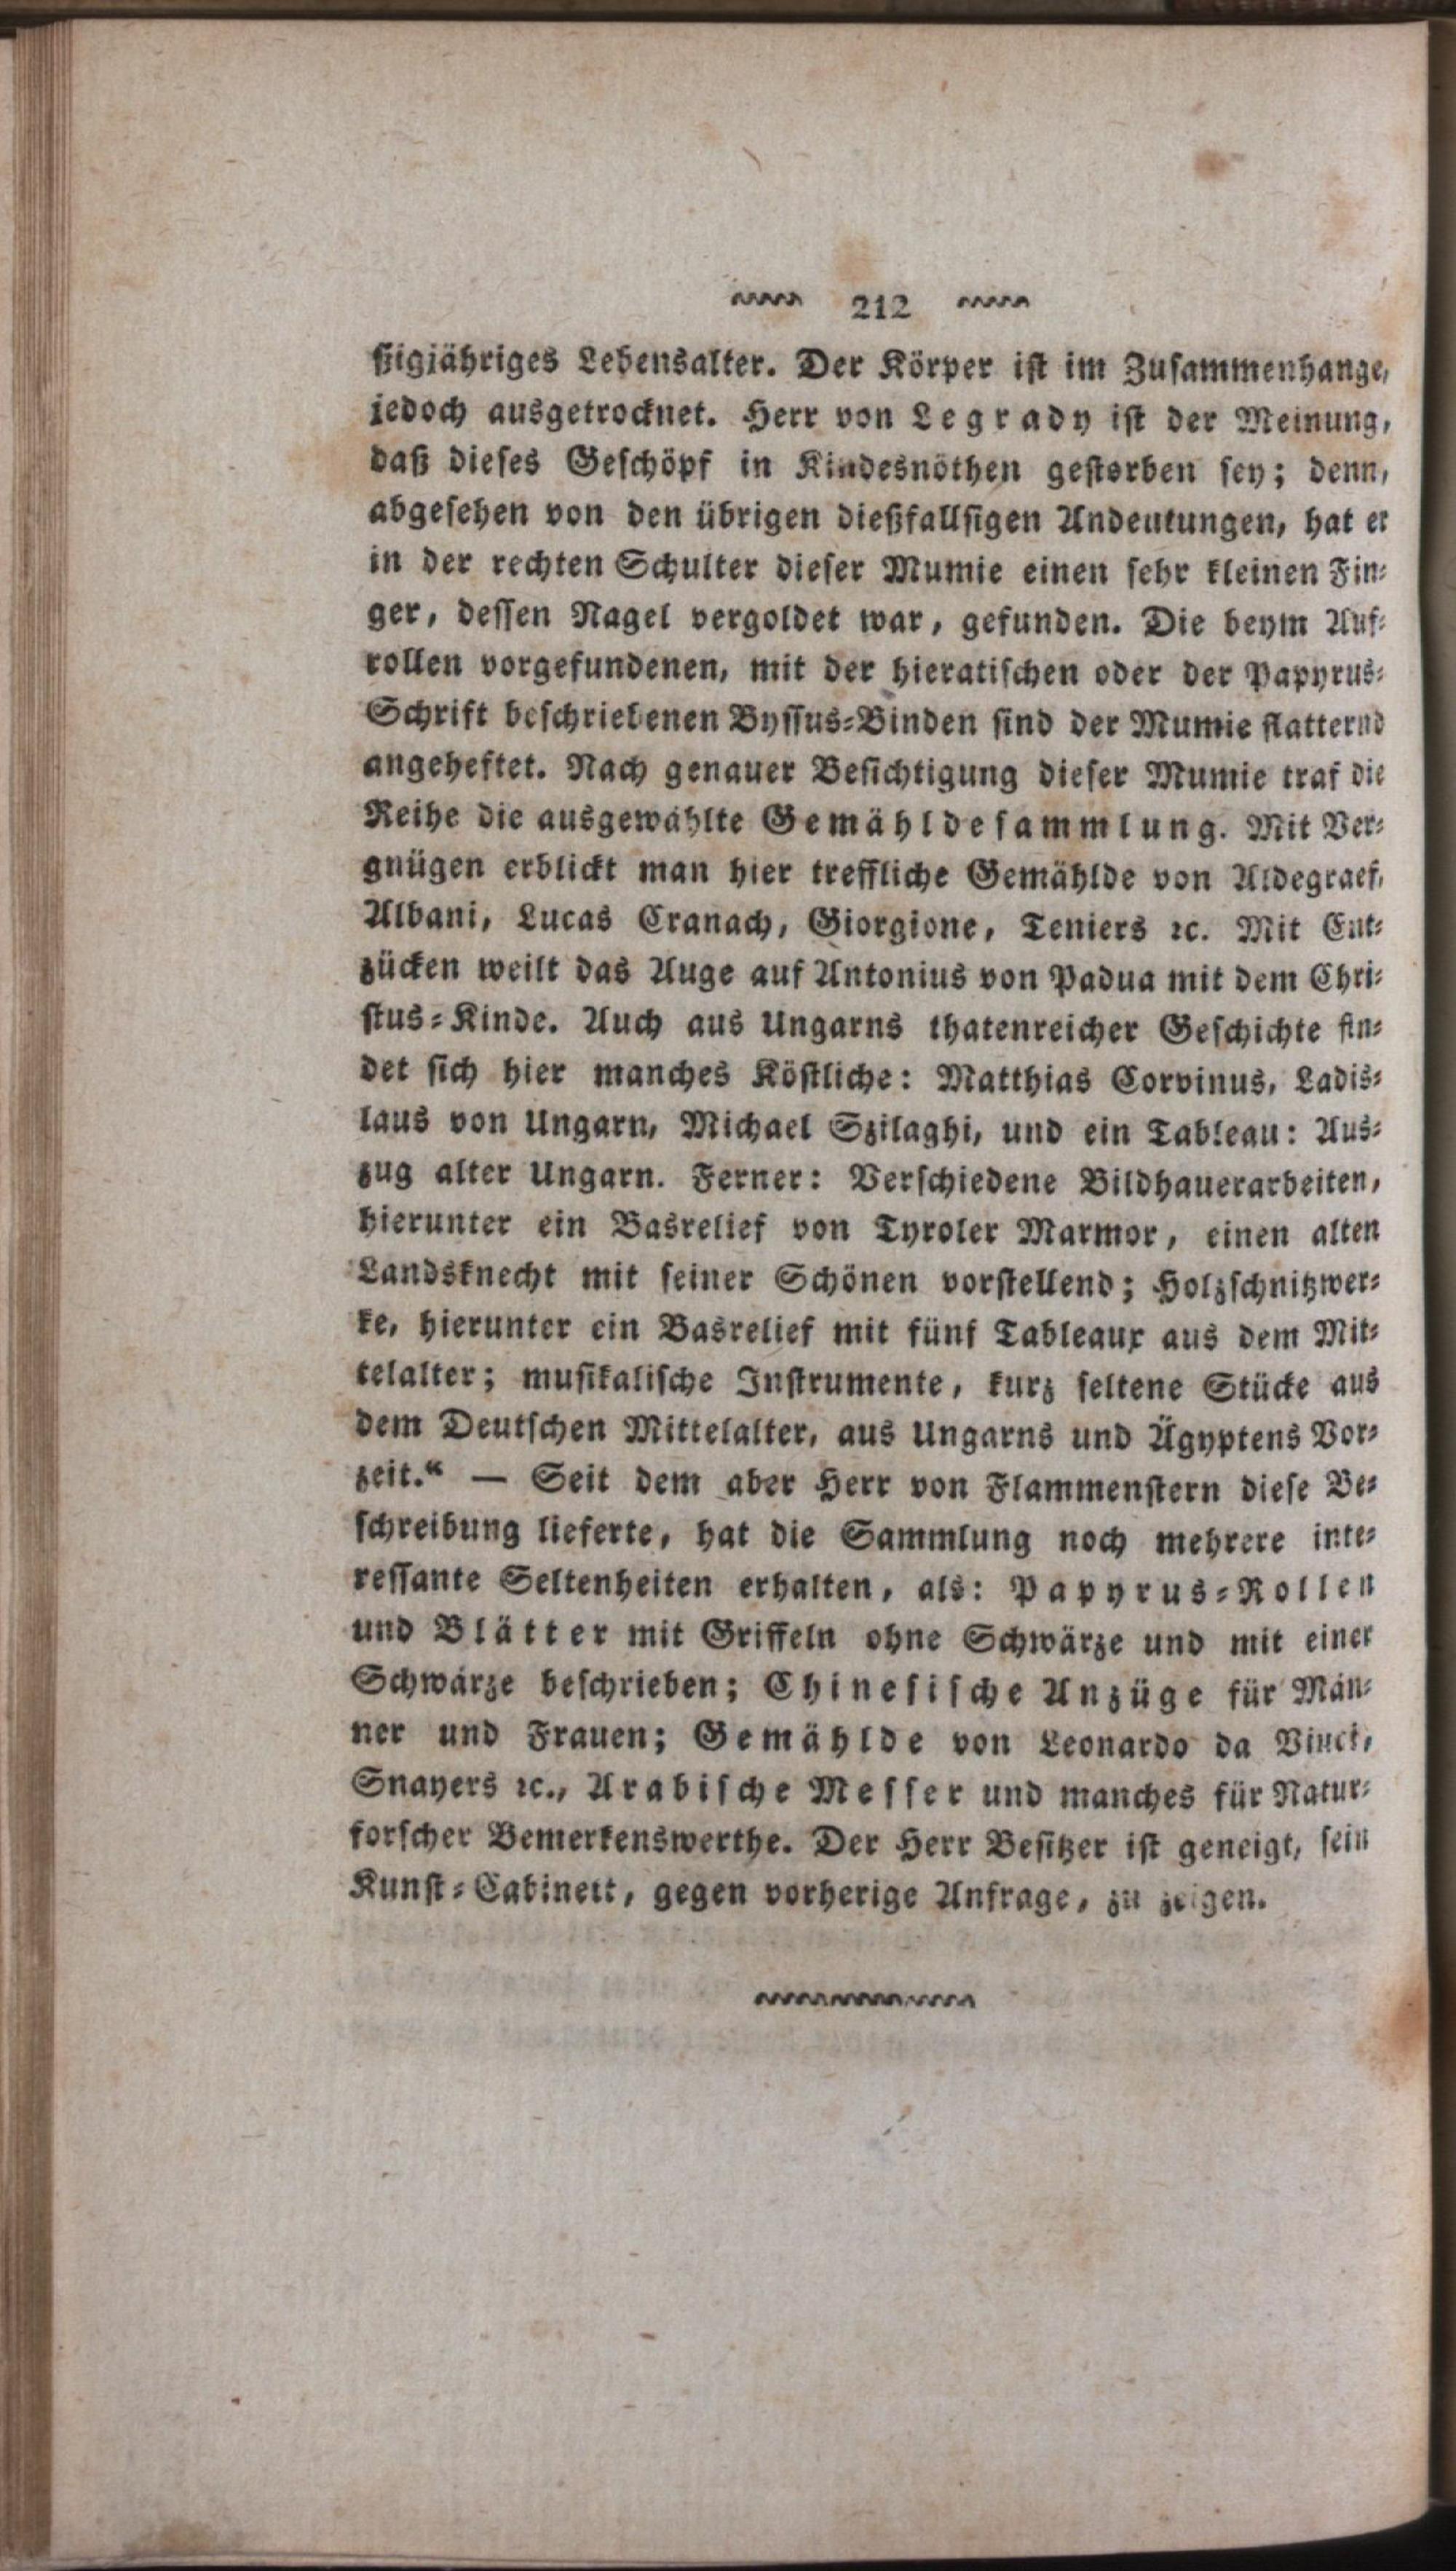 212
ßigjähriges Lebensalter. Der Körper ist im Zusammenhange,
jedoch ausgetrocknet. Herr von Legrady ist der Meinung,
daß dieses Geschöpf in Kindesnöthen gestorben sey; denn,
abgesehen von den übrigen dießfallsigen Andeutungen, hat er
in der rechten Schulter dieser Mumie einen sehr kleinen Fin-
ger, dessen Nagel vergoldet war, gefunden. Die beym Auf-
rollen vorgefundenen, mit der hieratischen oder der Papyrus-
Schrift beschriebenen Byssus-Binden sind der Mumie flatternd
angeheftet. Nach genauer Besichtigung dieser Mumie traf die
Reihe die ausgewählte Gemähldesammlung. Mit Ver-
gnügen erblickt man hier treffliche Gemählde von Aldegraef,
Albani, Lucas Cranach, Giorgione, Teniers ꝛc. Mit Ent-
zücken weilt das Auge auf Antonius von Padua mit dem Chri-
stus-Kinde. Auch aus Ungarns thatenreicher Geschichte fin-
det sich hier manches Köstliche: Matthias Corvinus, Ladis-
laus von Ungarn, Michael Szilaghi, und ein Tableau: Aus-
zug alter Ungarn. Ferner: Verschiedene Bildhauerarbeiten,
hierunter ein Basrelief von Tyroler Marmor, einen alten
Landsknecht mit seiner Schönen vorstellend; Holzschnitzwer-
ke, hierunter ein Basrelief mit fünf Tableaux aus dem Mit-
telalter; musikalische Instrumente, kurz seltene Stücke aus
dem Deutschen Mittelalter, aus Ungarns und Ägyptens Vor-
zeit.“ — Seit dem aber Herr von Flammenstern diese Be-
schreibung lieferte, hat die Sammlung noch mehrere inte-
ressante Seltenheiten erhalten, als: Papyrus-Rollen
und Blätter mit Griffeln ohne Schwärze und mit einer
Schwärze beschrieben; Chinesische Anzüge für Män-
ner und Frauen; Gemählde von Leonardo da Vinci,
Snayers ꝛc., Arabische Messer und manches für Natur-
forscher Bemerkenswerthe. Der Herr Besitzer ist geneigt, sein
Kunst-Cabinett, gegen vorherige Anfrage, zu zeigen.